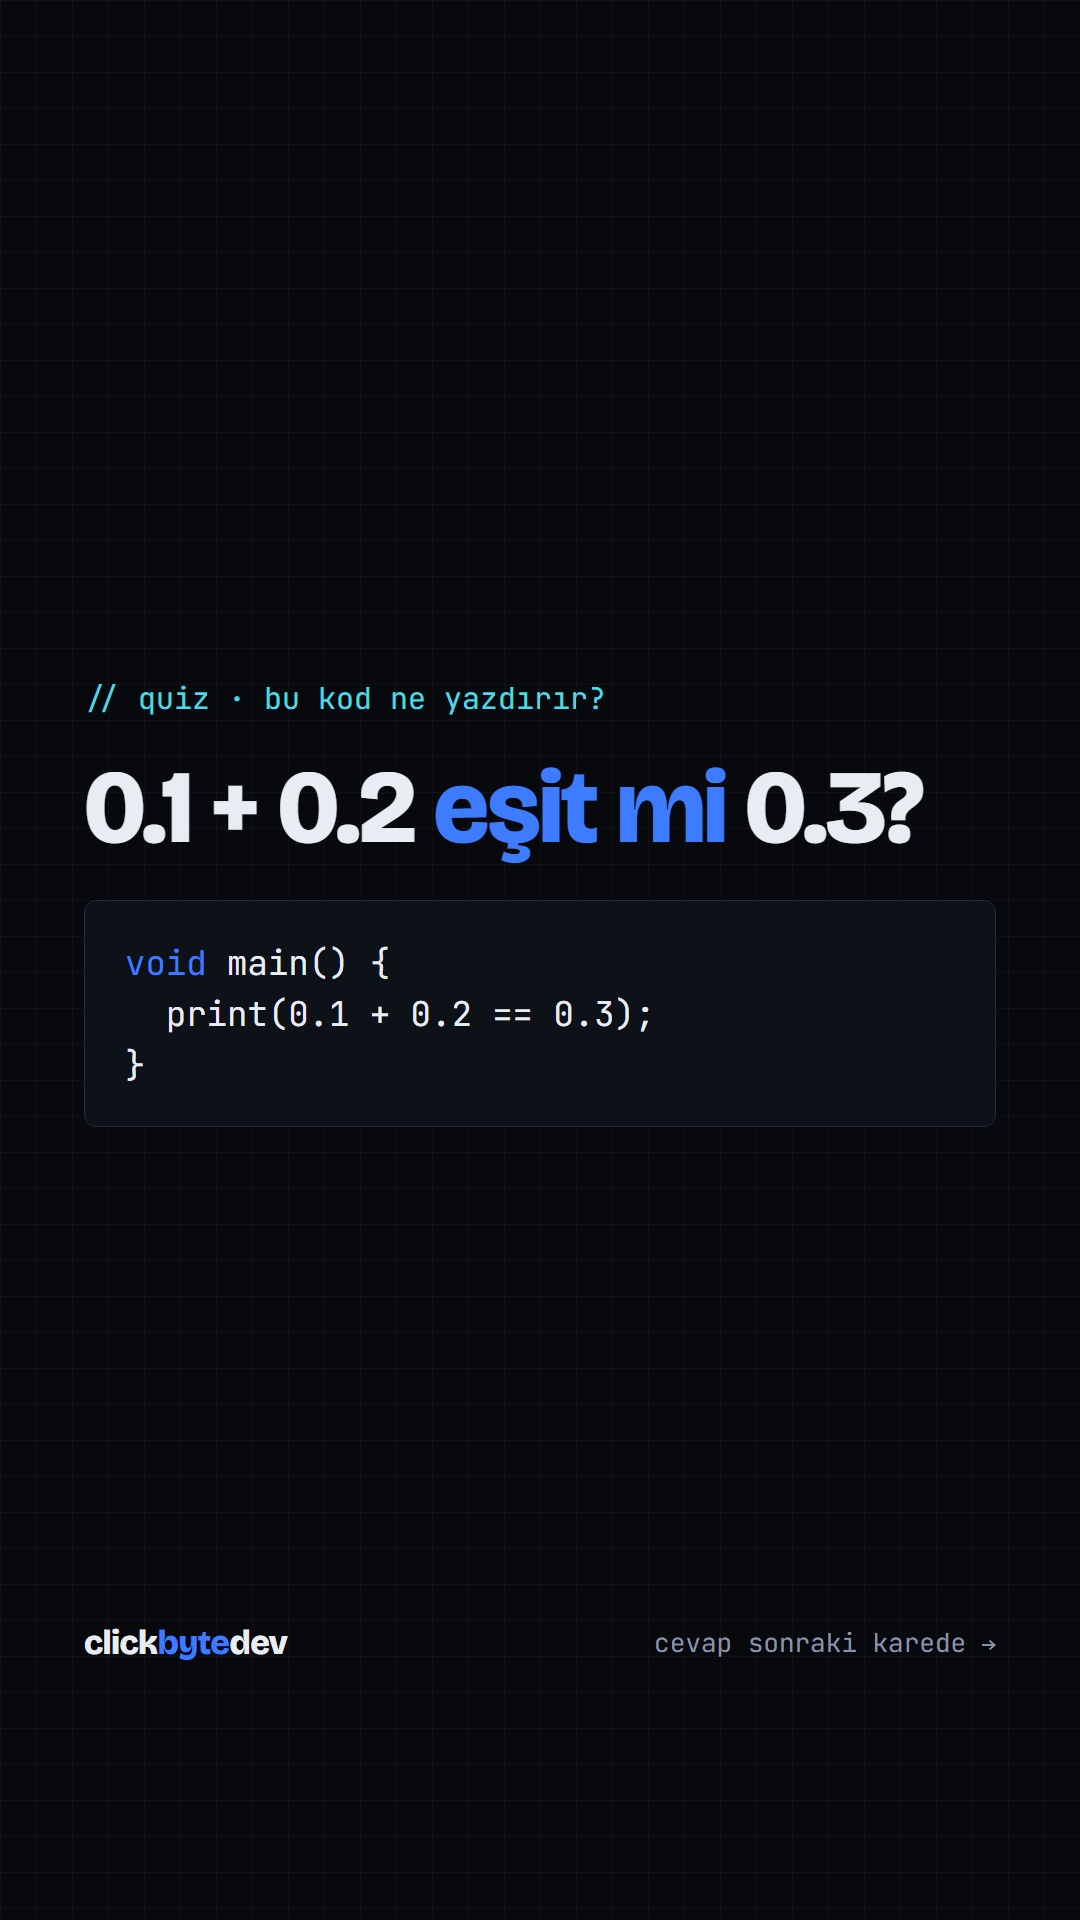 // quiz · bu kod ne yazdırır?
0.1 + 0.2 eşit mi 0.3?
void main() {
  print(0.1 + 0.2 == 0.3);
}
clickbytedev
cevap sonraki karede →